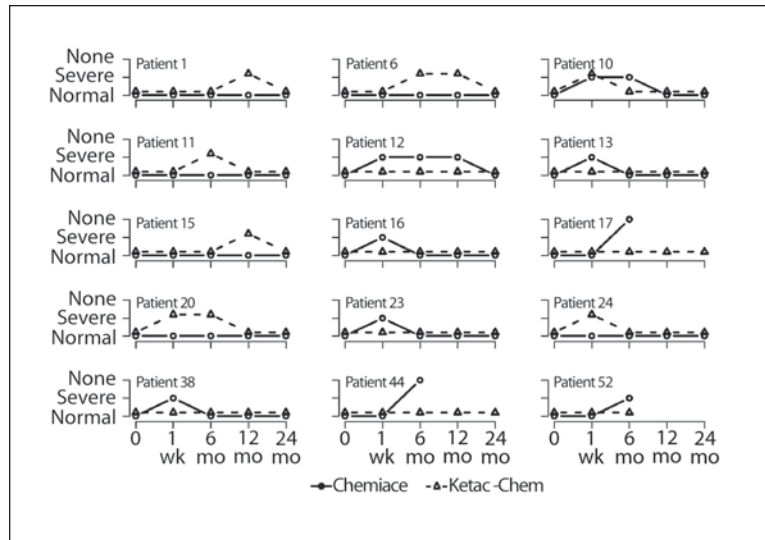 None
Severe
Normal
Patient 1
Patient 6
Patient 10
None
Severe
Normal
Patient 11
Patient 12
Patient 13
None
Severe
Normal
Patient 15
Patient 16
Patient 17
None
Severe
Normal
Patient 20
Patient 23
Patient 24
None
Severe
Normal
Patient 38
Patient 44
Patient 52
0 1 6 12 24 0 1 6 12 24 0 1 6 12 24
wk mo mo mo wk mo mo mo wk mo mo mo
Chemiace Ketac-Chem